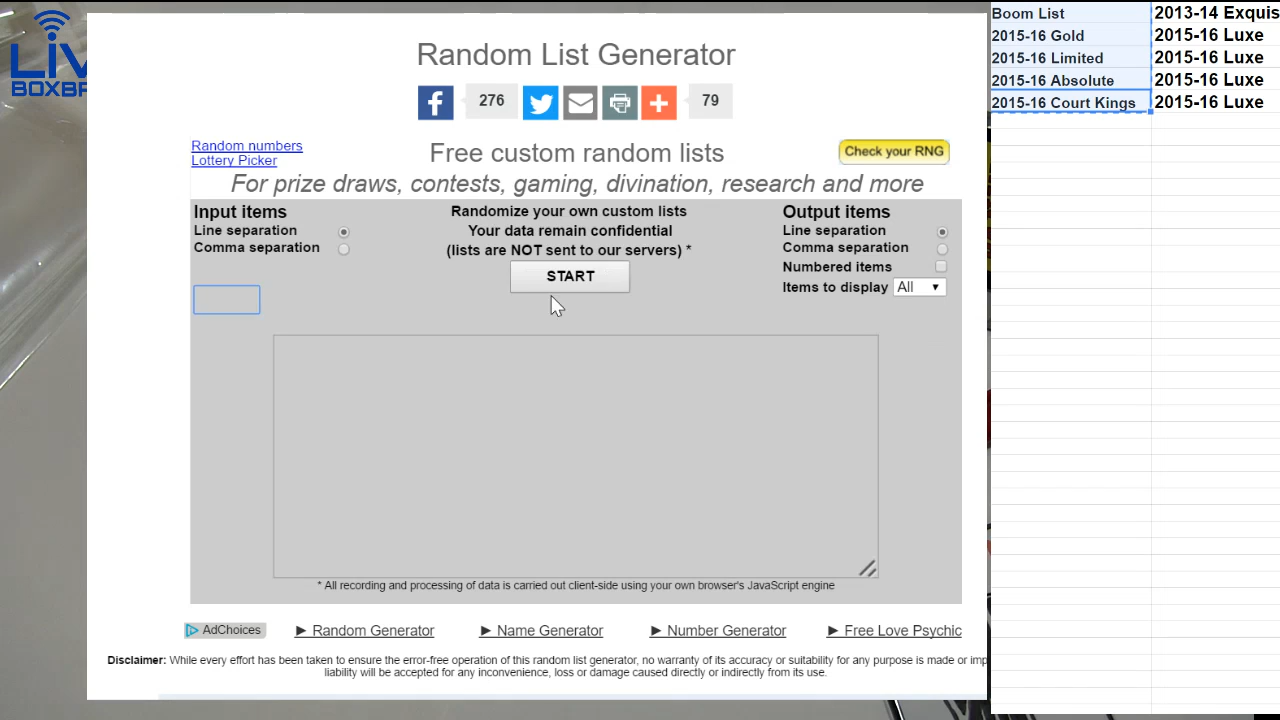 LIV
BOXBR
Random List Generator
276
79
Random numbers
Lottery Picker
Free custom random lists
Check your RNG
For prize draws, contests, gaming, divination, research and more
Input items
Line separation
Comma separation
Randomize your own custom lists
Your data remain confidential
(lists are NOT sent to our servers) *
START
Output items
Line separation
Comma separation
Numbered items
Items to display All
* All recording and processing of data is carried out client-side using your own browser's JavaScript engine
AdChoices
► Random Generator
► Name Generator
► Number Generator
► Free Love Psychic
Disclaimer: While every effort has been taken to ensure the error-free operation of this random list generator, no warranty of its accuracy or suitability for any purpose is made or imp
liability will be accepted for any inconvenience, loss or damage caused directly or indirectly from its use.
Boom List 2013-14 Exquis
2015-16 Gold 2015-16 Luxe
2015-16 Limited 2015-16 Luxe
2015-16 Absolute 2015-16 Luxe
2015-16 Court Kings 2015-16 Luxe